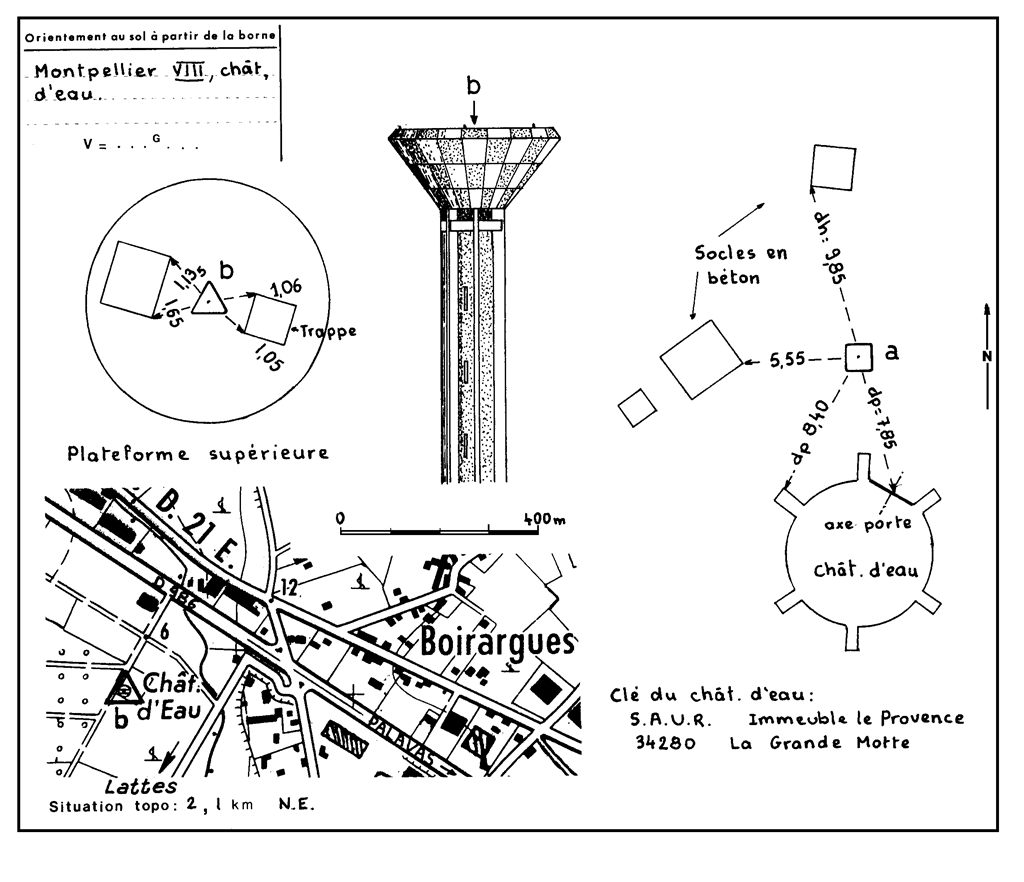 Orientement au sol à partir de la borne
Montpellier VIII, chât,
d'eau.
V = . . . G . . .
b
b
1,135
1,65
1,06
1,05
Trappe
Plateforme supérieure
Socles en
béton
dh = 9,85
5,55
a
N
dp 8,40
dp = 7,85
axe porte
Chât. d'eau
0 400 m
D. 21 E.
D 986
12
6
Boirargues
Chât.
d'Eau
b
PALAVAS
Lattes
Situation topo: 2,1 km N.E.
Clé du chât. d'eau:
S.A.U.R. Immeuble le Provence
34280 La Grande Motte